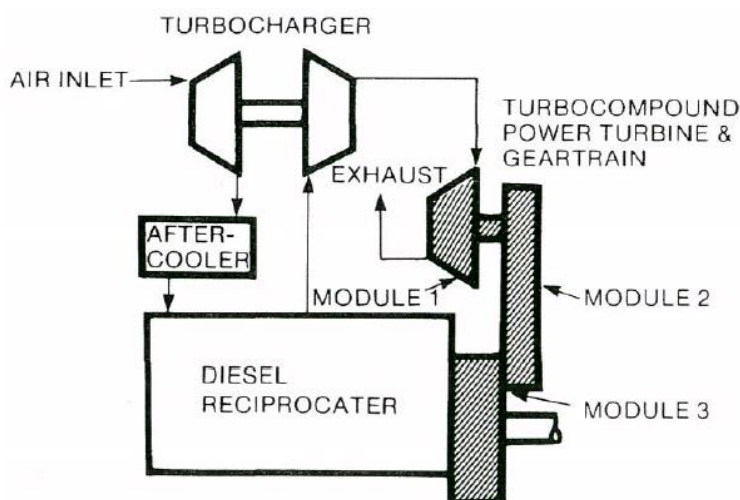 TURBOCHARGER
AIR INLET
TURBOCOMPOUND
POWER TURBINE &
GEARTRAIN
EXHAUST
AFTER-
COOLER
MODULE 1
MODULE 2
DIESEL
RECIPROCATER
MODULE 3